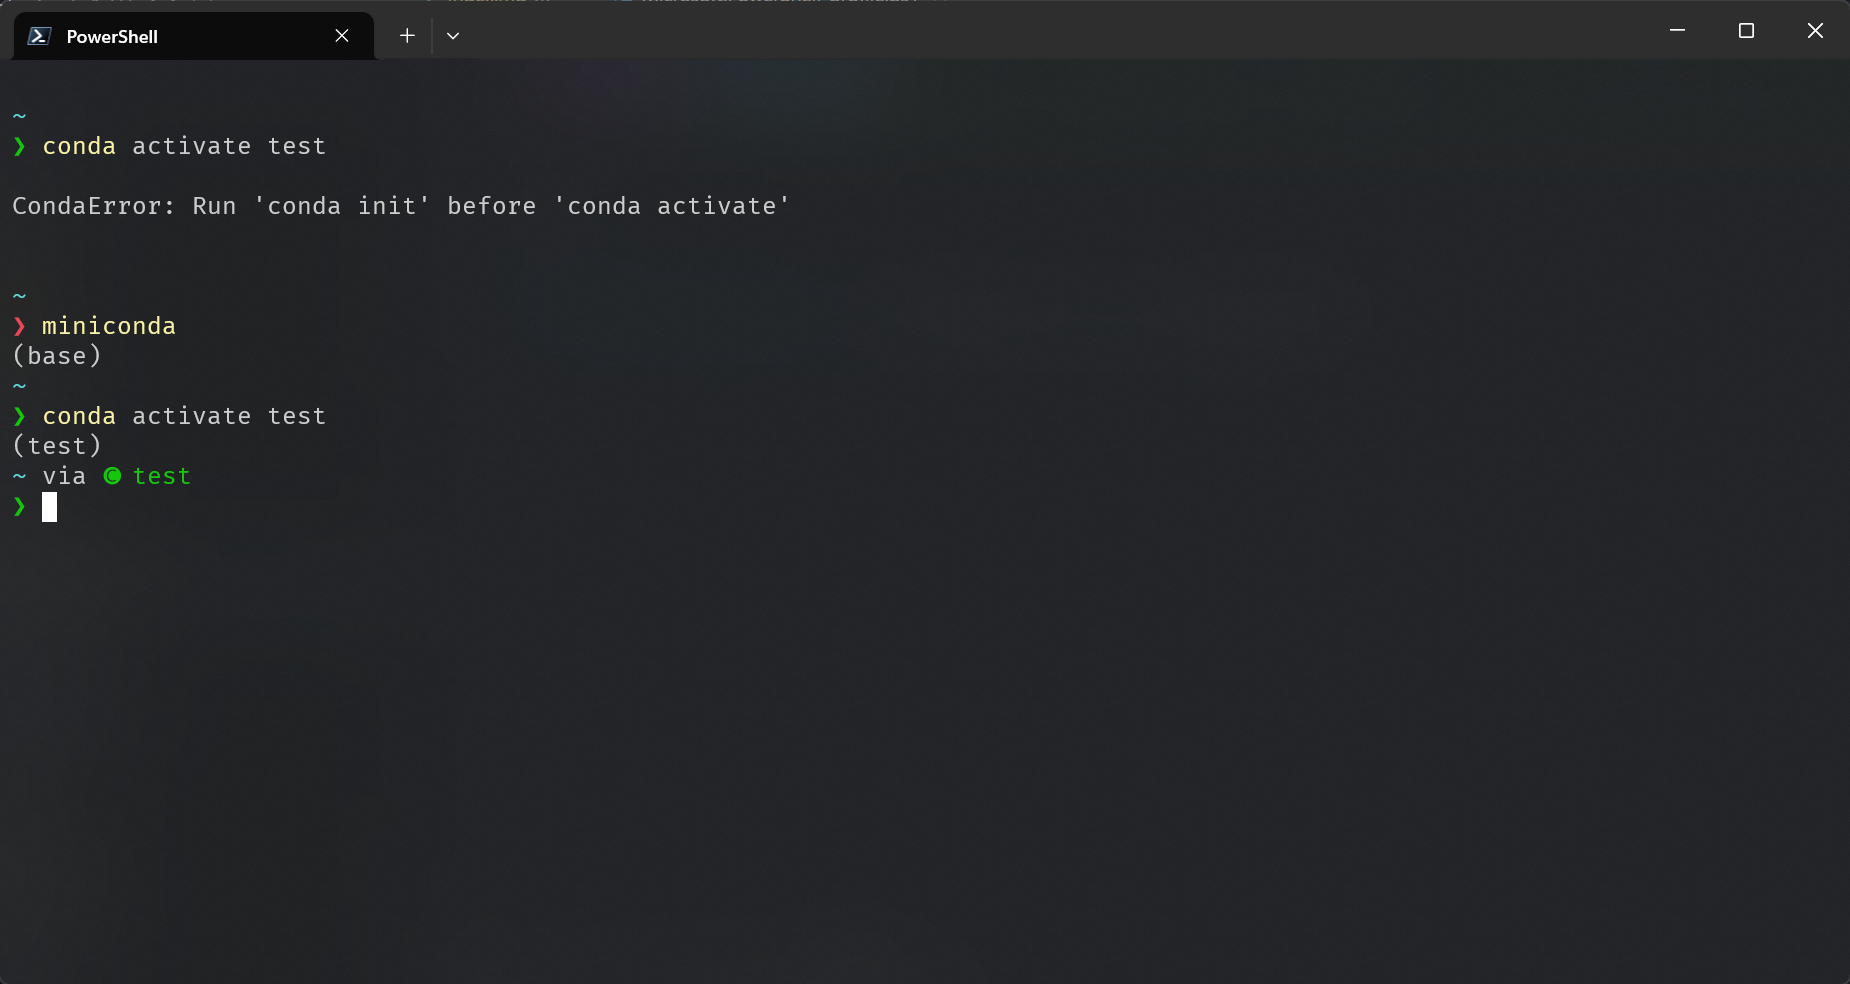 PowerShell
~
❯ conda activate test
CondaError: Run 'conda init' before 'conda activate'
~
❯ miniconda
(base)
~
❯ conda activate test
(test)
~ via C test
❯